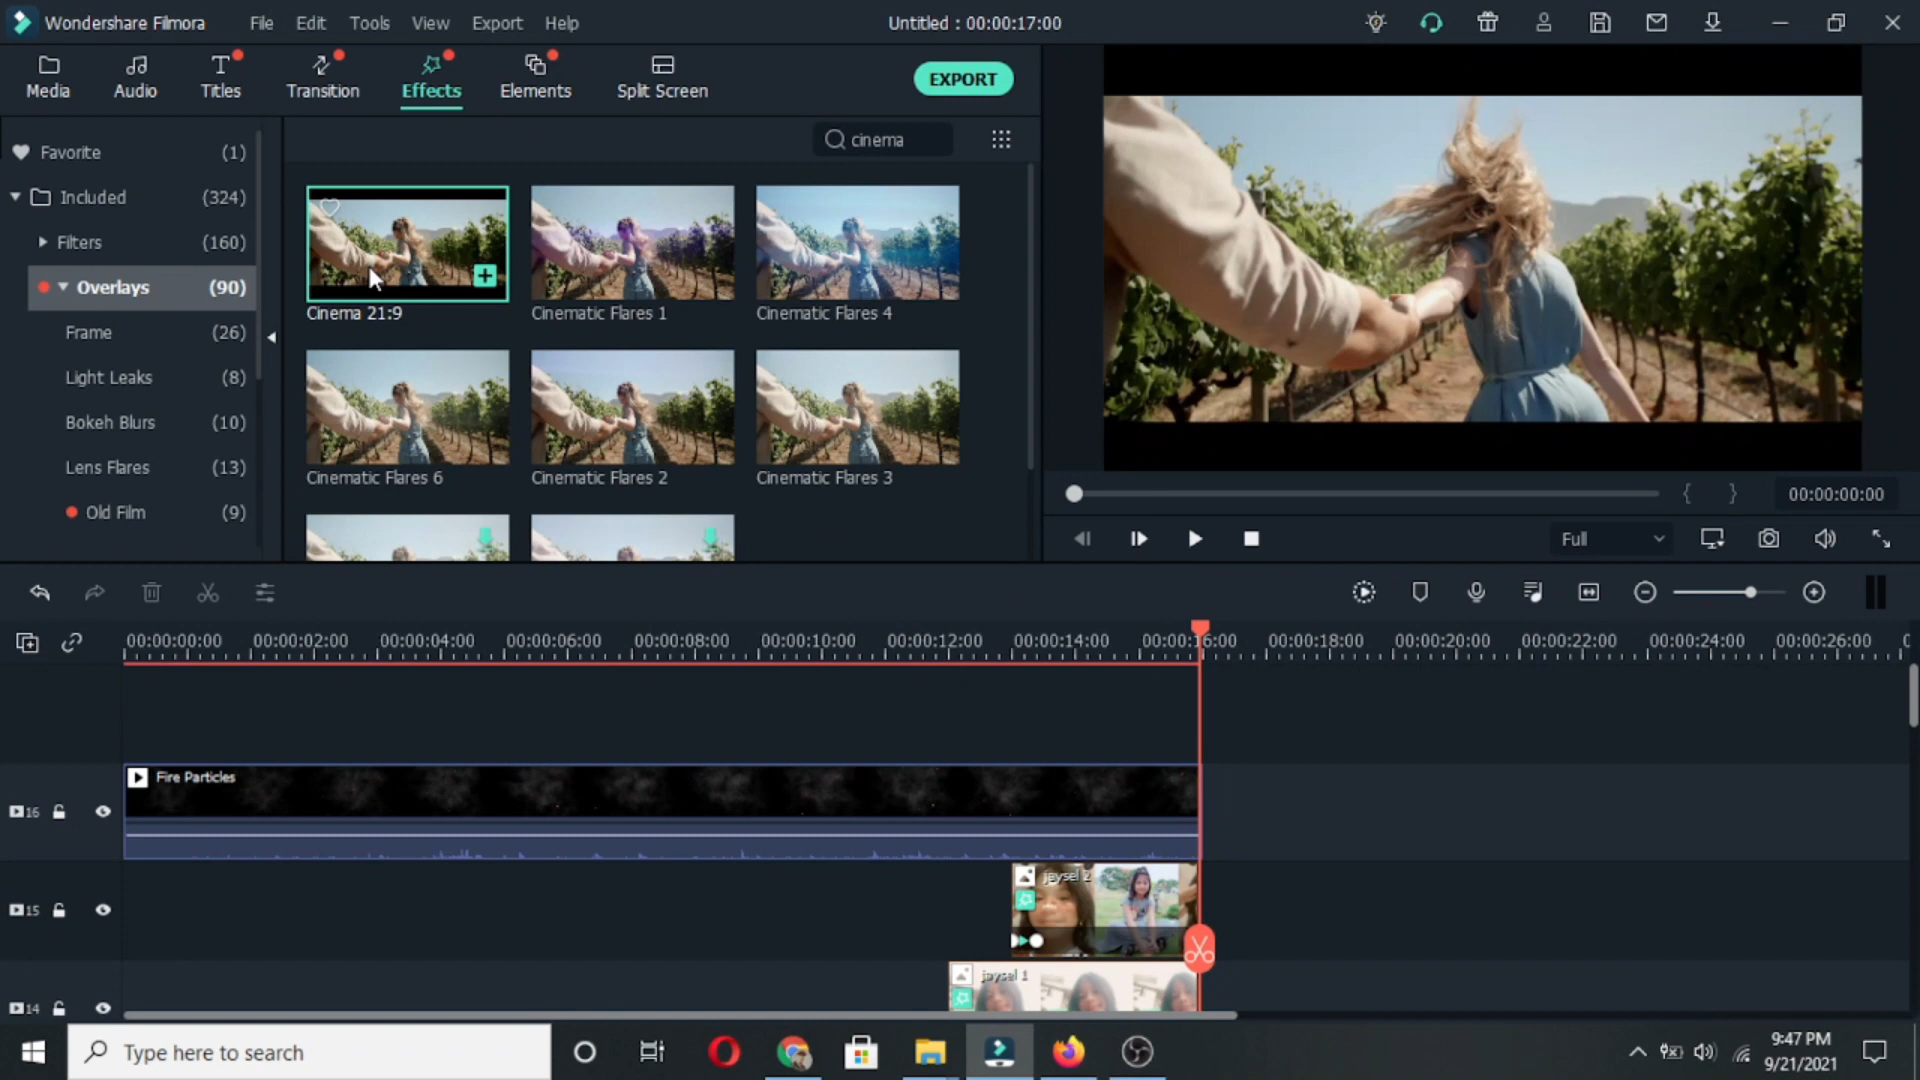 Wondershare Filmora
File Edit Tools View Export Help
Untitled : 00:00:17:00
Media Audio Titles Transition Effects Elements Split Screen
EXPORT
Favorite (1)
Included (324)
Filters (160)
Overlays (90)
Frame (26)
Light Leaks (8)
Bokeh Blurs (10)
Lens Flares (13)
Old Film (9)
cinema
Cinema 21:9
Cinematic Flares 1
Cinematic Flares 4
Cinematic Flares 6
Cinematic Flares 2
Cinematic Flares 3
00:00:00:00
Full
00:00:00:00 00:00:02:00 00:00:04:00 00:00:06:00 00:00:08:00 00:00:10:00 00:00:12:00 00:00:14:00 00:00:16:00 00:00:18:00 00:00:20:00 00:00:22:00 00:00:24:00 00:00:26:00
Fire Particles
16
jaysel 2
15
jaysel 1
14
Type here to search
9:47 PM
9/21/2021